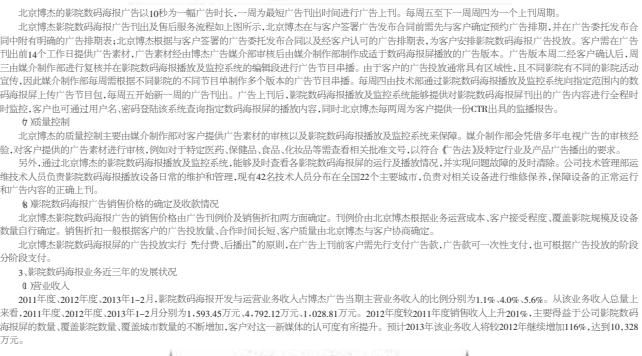 北京博杰的影院数码海报广告以10秒为一幅广告时长，一周为最短广告刊出时间进行广告上刊。每周五至下一周周四为一个上刊周期。
北京博杰影院数码海报广告刊出及售后服务流程如上图所示，北京博杰在与客户签署广告发布合同前需先与客户确定预约广告排期，并在广告委托发布合
同中附有明确的广告排期表；北京博杰根据与客户签署的广告委托发布合同以及经客户认可的广告排期表，为客户安排影院数码海报广告投放。客户需在广告
刊出前14个工作日提供广告素材，广告素材经由博杰广告媒介部审核后由媒介制作部制作成适于数码海报屏播放的广告版本。广告版本周二经客户确认后，周
三由媒介制作部进行复核并在影院数码海报播放及监控系统的编辑段进行广告节目串播。由于客户的广告投放通常具有区域性，且不同影院有不同的影院活动
宣传，因此媒介制作部每周需根据不同影院的不同节目单制作多个版本的广告节目串播。每周四由技术部通过影院数码海报播放及监控系统向指定范围内的数
码海报屏上传广告节目包，每周五开始新一周的广告刊出。广告上刊后，影院数码海报播放及监控系统能够提供对影院数码海报屏刊出的广告内容进行全程时
时监控，客户也可通过用户名、密码登陆该系统查询指定数码海报屏的播放内容，同时北京博杰每两周为客户提供一份CTR出具的监播报告。
（7）质量控制
北京博杰的质量控制主要由媒介制作部对客户提供广告素材的审核以及影院数码海报播放及监控系统来保障。媒介制作部会凭借多年电视广告的审核经
验，对客户提供的广告素材进行审核，例如对于特定医药、保健品、食品、化妆品等需查看相关批准文号，以符合《广告法》及特定行业及产品广告播出的要求。
另外，通过北京博杰的影院数码海报播放及监控系统，能够及时查看各影院数码海报屏的运行及播放情况，并实现问题故障的及时清除。公司技术管理部运
维技术人员负责影院数码海报播放设备日常的维护和管理，现有42名技术人员分布在全国22个主要城市，负责对相关设备进行维修保养，保障设备的正常运行
和广告内容的正确上刊。
（8）影院数码海报广告销售价格的确定及收款情况
北京博杰影院数码海报广告的销售价格由广告刊例价及销售折扣两方面确定。刊例价由北京博杰根据业务运营成本、客户接受程度、覆盖影院规模及设备
数量自行确定。销售折扣一般根据客户的广告投放量、合作时间长短、客户质量由北京博杰与客户协商确定。
北京博杰影院数码海报屏的广告投放实行“先付费、后播出”的原则，在广告上刊前客户需先行支付广告款，广告款可一次性支付，也可根据广告投放的阶段
分阶段支付。
3、影院数码海报业务近三年的发展状况
（1）营业收入
2011年度、2012年度、2013年1-2月，影院数码海报开发与运营业务收入占博杰广告当期主营业务收入的比例分别为1.1%、4.0%、5.6%。从该业务收入总量上
来看，2011年度、2012年度、2013年1-2月分别为1,593.45万元、4,792.12万元、1,028.81万元。2012年度较2011年度销售收入上升201%，主要得益于公司影院数码
海报屏的数量、覆盖影院数量、覆盖城市数量的不断增加，客户对这一新媒体的认可度有所提升。预计2013年该业务收入将较2012年继续增加116%，达到10,328
万元。